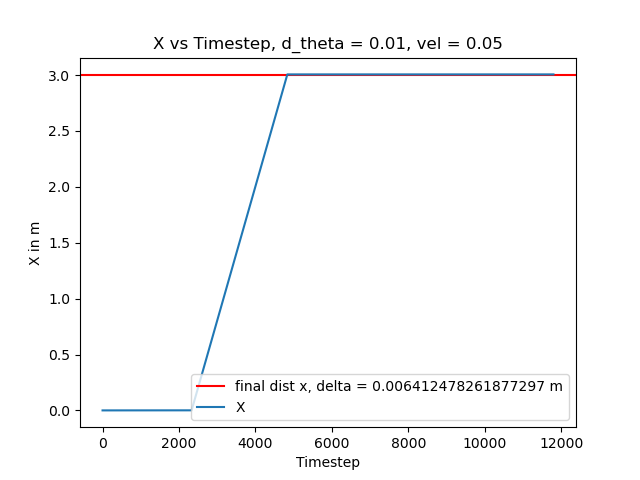 X vs Timestep, d_theta = 0.01, vel = 0.05
3.0
2.5
2.0
1.5
1.0
0.5
0.0
X in m
final dist x, delta = 0.006412478261877297 m
X
0 2000 4000 6000 8000 10000 12000
Timestep